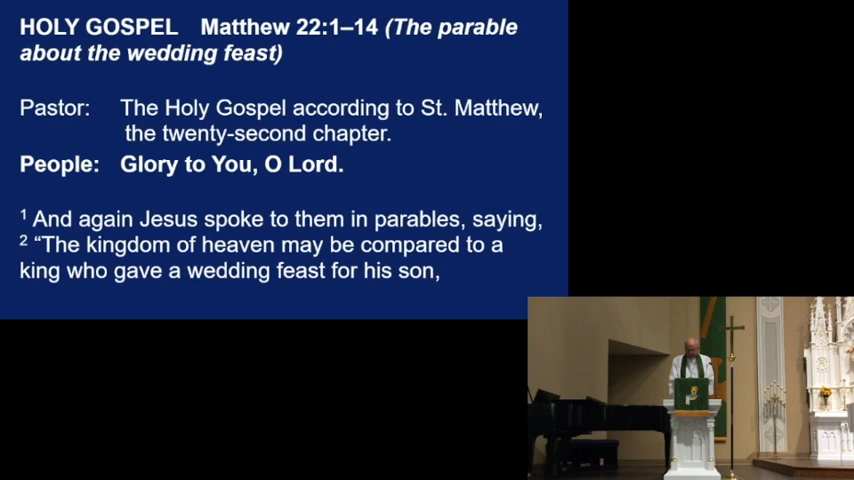 HOLY GOSPEL Matthew 22:1–14 (The parable
about the wedding feast)
Pastor: The Holy Gospel according to St. Matthew,
the twenty-second chapter.
People: Glory to You, O Lord.
1 And again Jesus spoke to them in parables, saying,
2 “The kingdom of heaven may be compared to a
king who gave a wedding feast for his son,